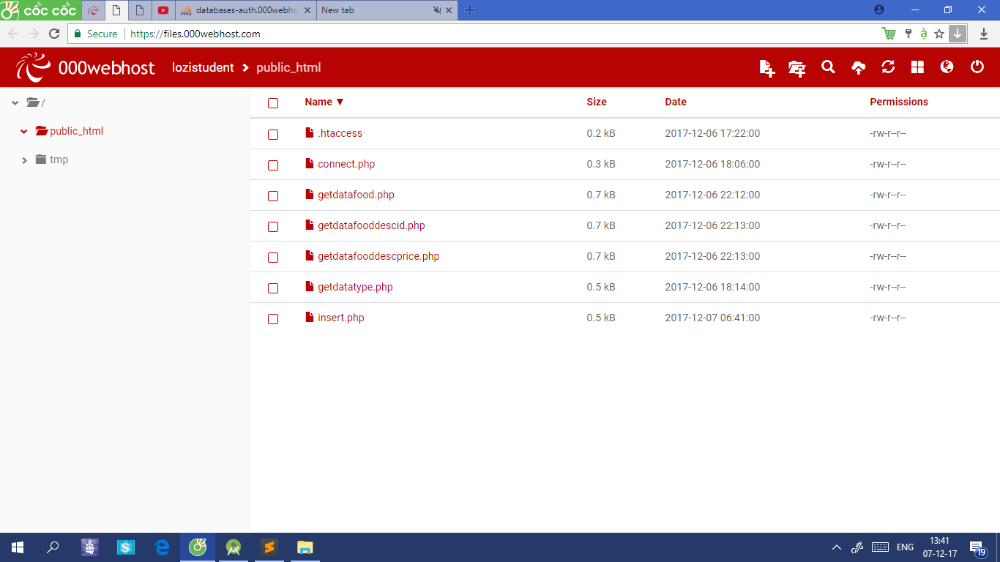 cốc cốc
databases-auth.000webho
New tab
Secure https://files.000webhost.com
000webhost lozistudent public_html
/
public_html
tmp
Name ▼ Size Date Permissions
.htaccess 0.2 kB 2017-12-06 17:22:00 -rw-r--r--
connect.php 0.3 kB 2017-12-06 18:06:00 -rw-r--r--
getdatafood.php 0.7 kB 2017-12-06 22:12:00 -rw-r--r--
getdatafooddescid.php 0.7 kB 2017-12-06 22:13:00 -rw-r--r--
getdatafooddescprice.php 0.7 kB 2017-12-06 22:13:00 -rw-r--r--
getdatatype.php 0.5 kB 2017-12-06 18:14:00 -rw-r--r--
insert.php 0.5 kB 2017-12-07 06:41:00 -rw-r--r--
ENG
13:41
07-12-17
19